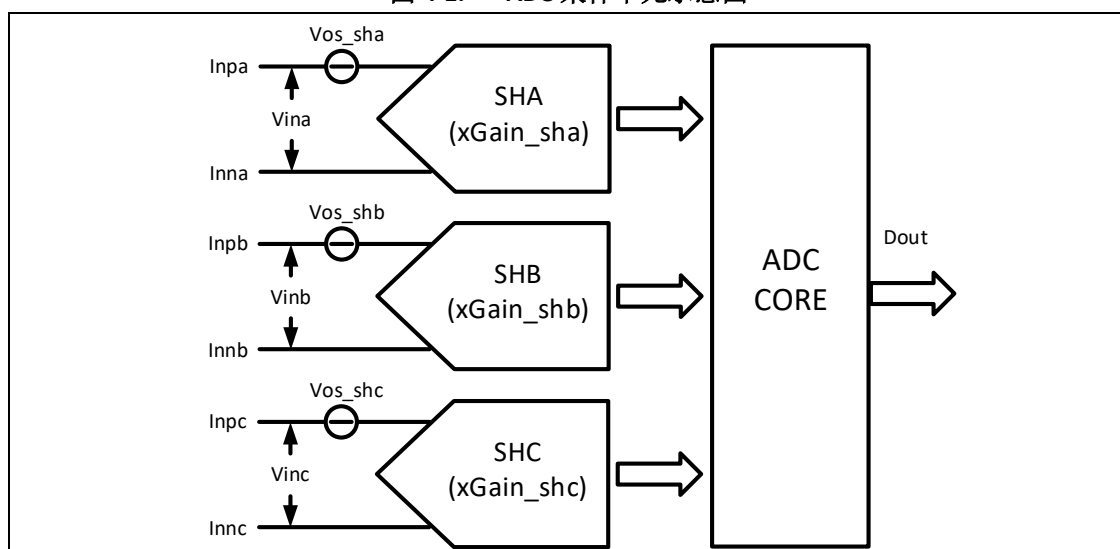 Vos_sha
Inpa
Vina
Inna
SHA
(xGain_sha)
Vos_shb
Inpb
Vinb
Innb
SHB
(xGain_shb)
Vos_shc
Inpc
Vinc
Innc
SHC
(xGain_shc)
ADC
CORE
Dout